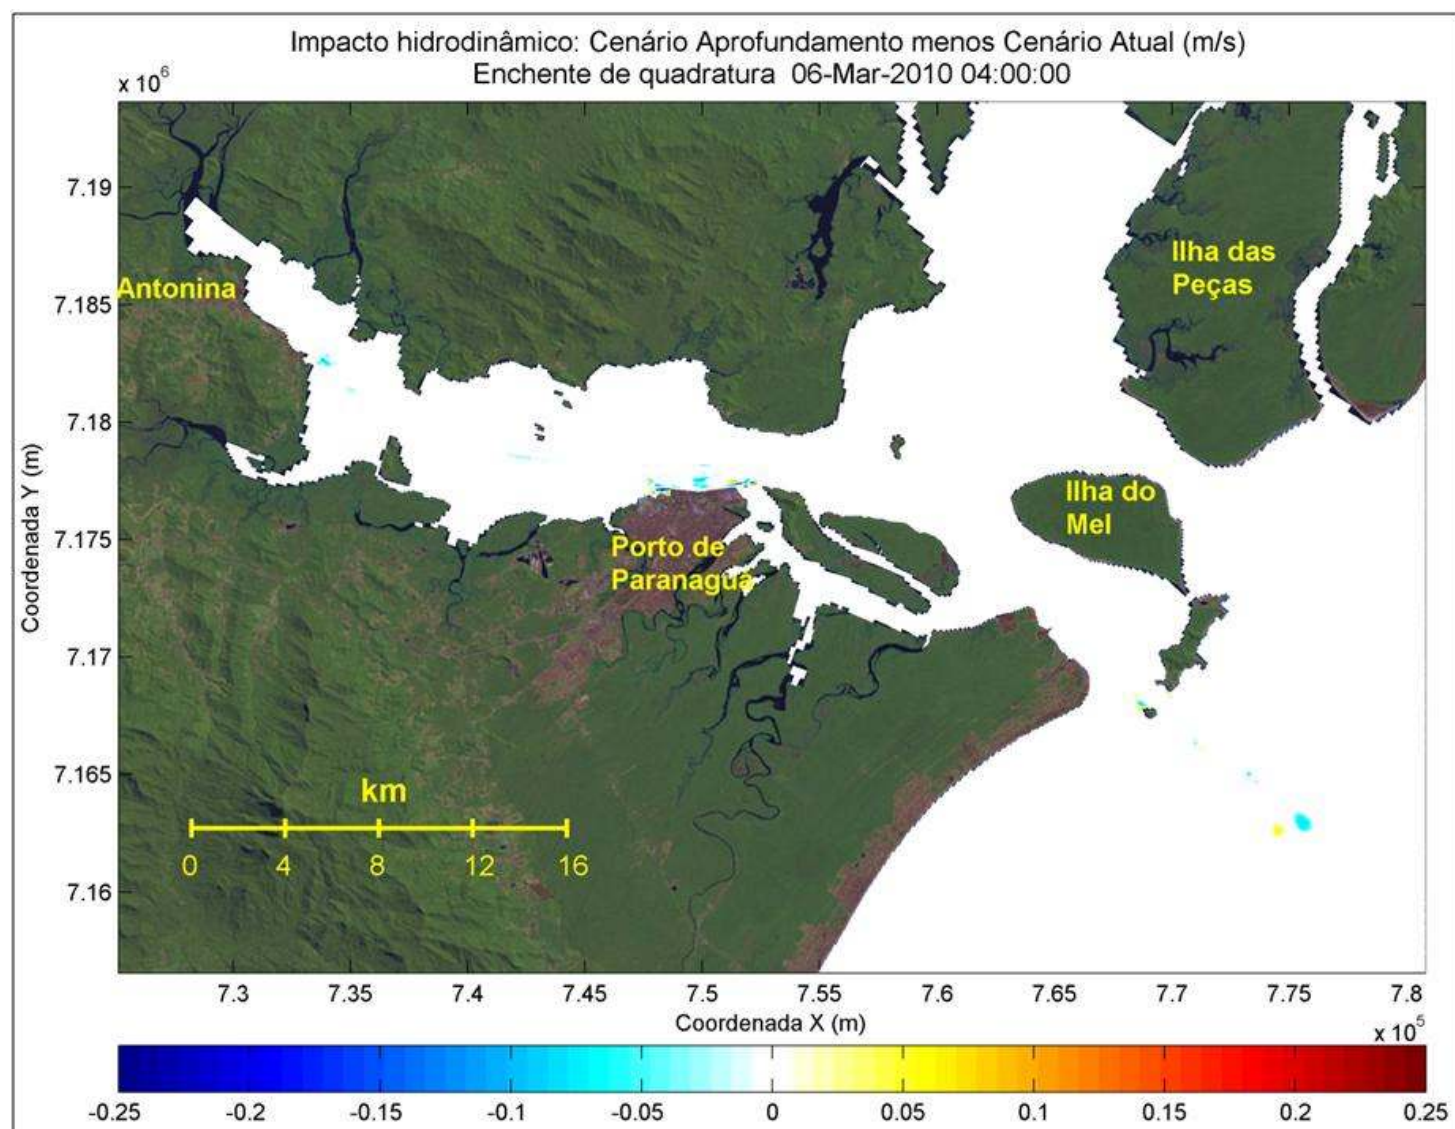 Impacto hidrodinâmico: Cenário Aprofundamento menos Cenário Atual (m/s)
Enchente de quadratura 06-Mar-2010 04:00:00
x 10⁶
7.19
7.185
7.18
7.175
7.17
7.165
7.16
Coordenada Y (m)
Antonina
Ilha das
Peças
Ilha do
Mel
Porto de
Paranaguá
km
0 4 8 12 16
7.3 7.35 7.4 7.45 7.5 7.55 7.6 7.65 7.7 7.75 7.8
Coordenada X (m)
x 10⁵
-0.25 -0.2 -0.15 -0.1 -0.05 0 0.05 0.1 0.15 0.2 0.25